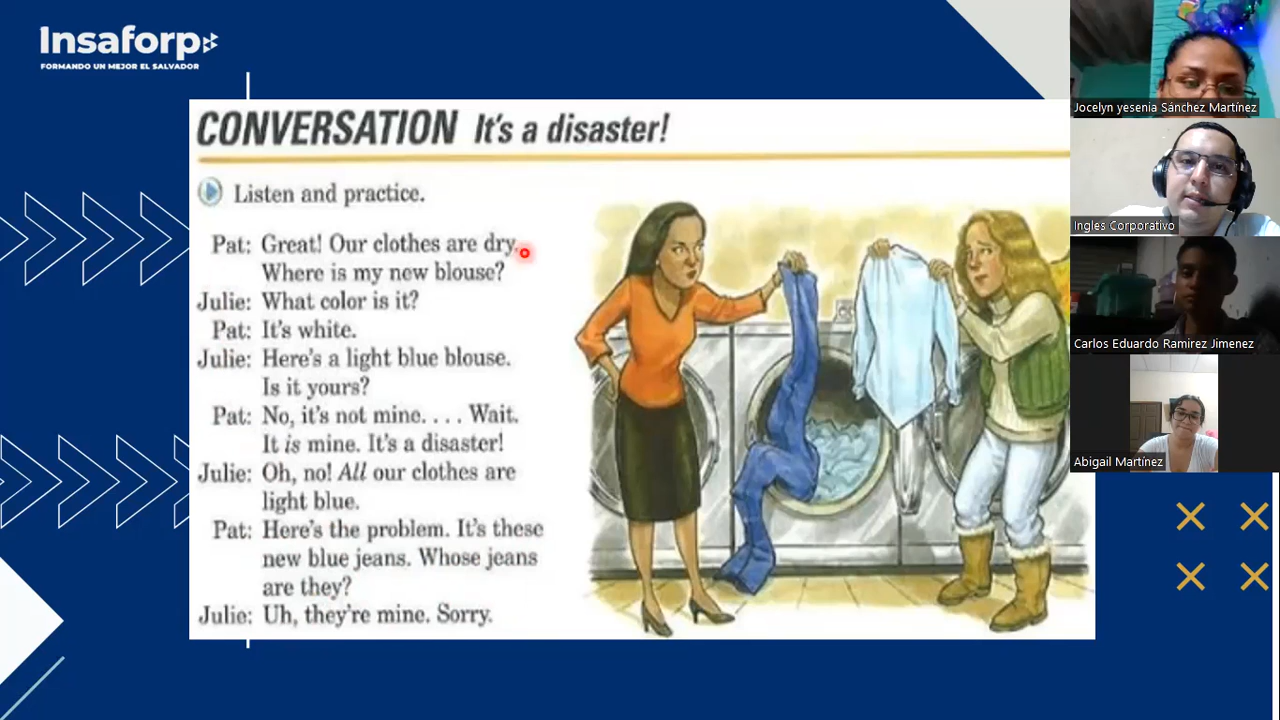 Insaforp
FORMANDO UN MEJOR EL SALVADOR
CONVERSATION It's a disaster!
Listen and practice.
Pat: Great! Our clothes are dry.
Where is my new blouse?
Julie: What color is it?
Pat: It's white.
Julie: Here's a light blue blouse.
Is it yours?
Pat: No, it's not mine. . . . Wait.
It is mine. It's a disaster!
Julie: Oh, no! All our clothes are
light blue.
Pat: Here's the problem. It's these
new blue jeans. Whose jeans
are they?
Julie: Uh, they're mine. Sorry.
Jocelyn yesenia Sánchez Martínez
Ingles Corporativo
Carlos Eduardo Ramirez Jimenez
Abigail Martínez